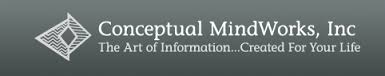 Conceptual MindWorks, Inc
The Art of Information...Created For Your Life